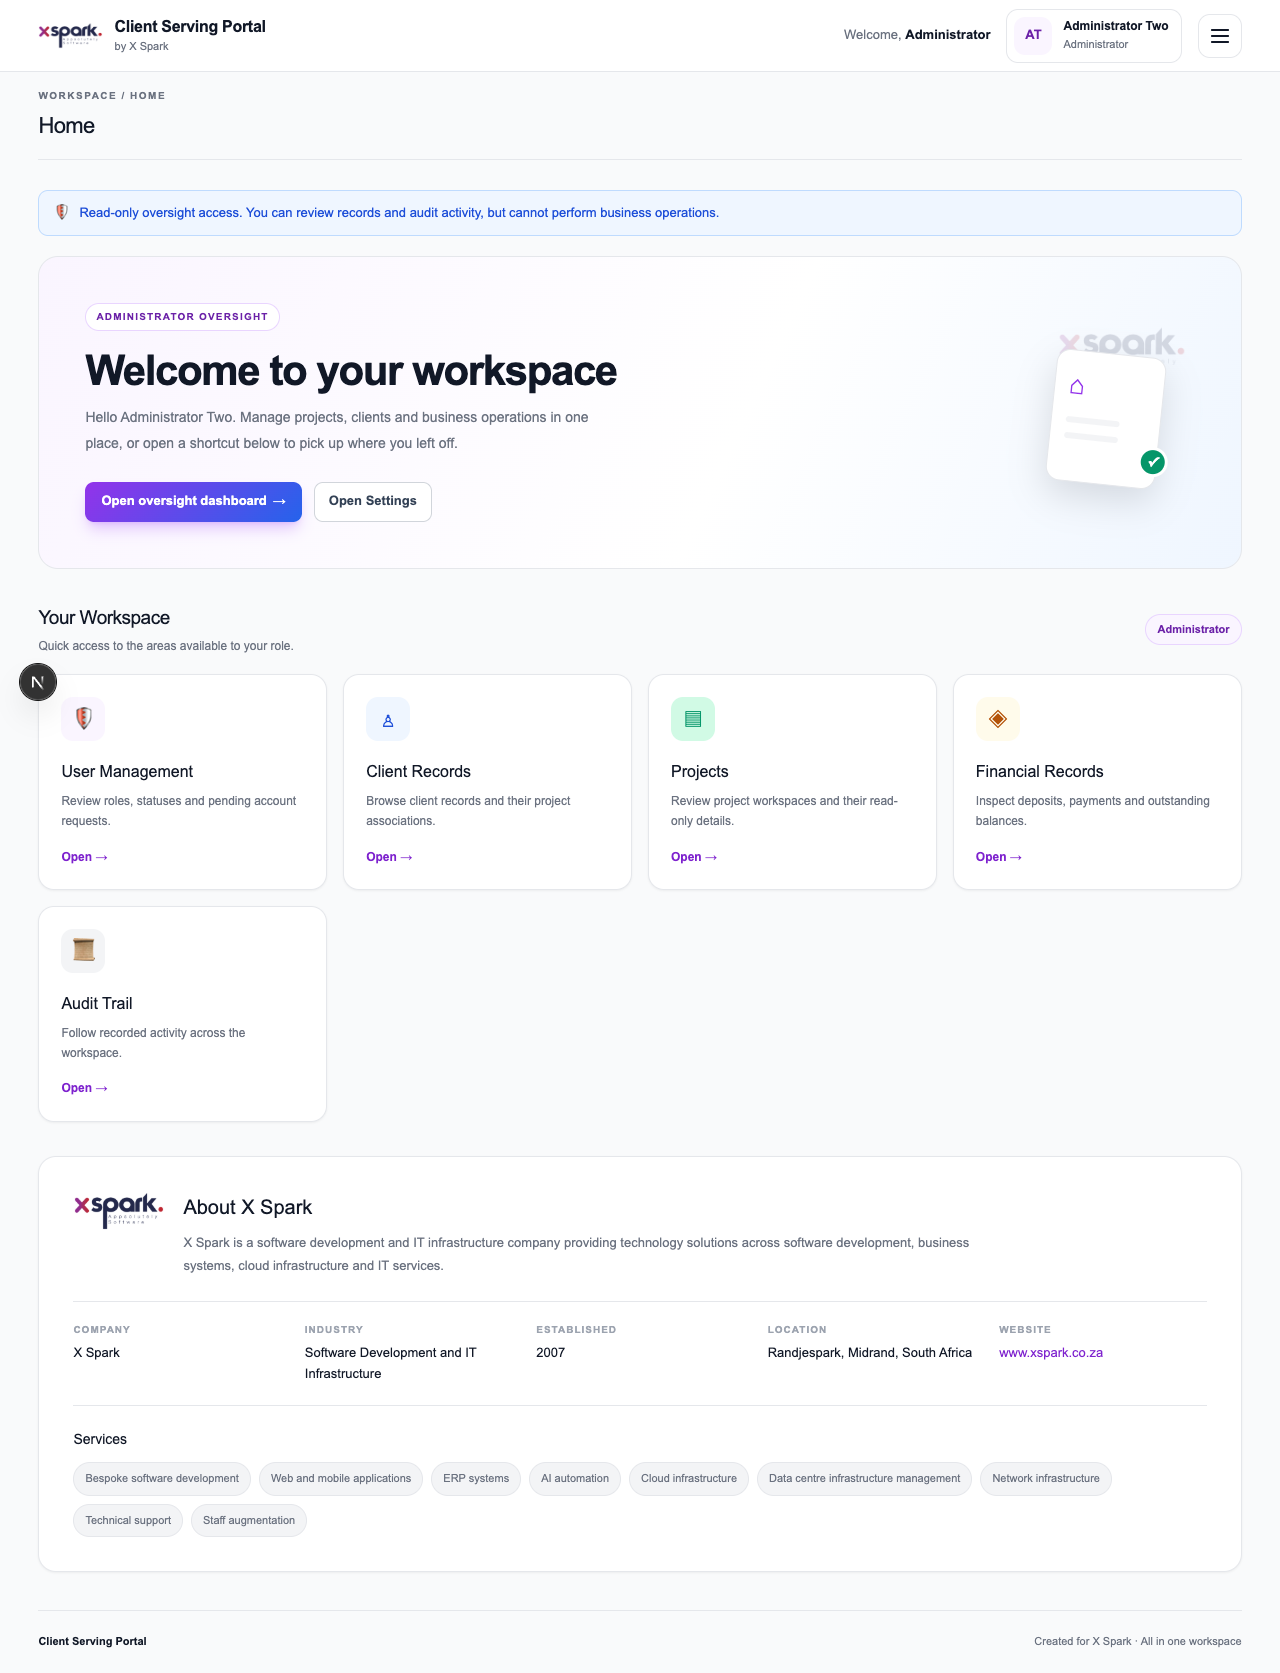 xspark.
Appsolutely
Software
Client Serving Portal
by X Spark
Welcome, Administrator
AT
Administrator Two
Administrator
WORKSPACE / HOME
Home
Read-only oversight access. You can review records and audit activity, but cannot perform business operations.
ADMINISTRATOR OVERSIGHT
Welcome to your workspace
Hello Administrator Two. Manage projects, clients and business operations in one
place, or open a shortcut below to pick up where you left off.
Open oversight dashboard →
Open Settings
xspark.
Your Workspace
Quick access to the areas available to your role.
Administrator
N
User Management
Review roles, statuses and pending account
requests.
Open →
Client Records
Browse client records and their project
associations.
Open →
Projects
Review project workspaces and their read-
only details.
Open →
Financial Records
Inspect deposits, payments and outstanding
balances.
Open →
Audit Trail
Follow recorded activity across the
workspace.
Open →
xspark.
Appsolutely
Software
About X Spark
X Spark is a software development and IT infrastructure company providing technology solutions across software development, business
systems, cloud infrastructure and IT services.
COMPANY
X Spark
INDUSTRY
Software Development and IT
Infrastructure
ESTABLISHED
2007
LOCATION
Randjespark, Midrand, South Africa
WEBSITE
www.xspark.co.za
Services
Bespoke software development
Web and mobile applications
ERP systems
AI automation
Cloud infrastructure
Data centre infrastructure management
Network infrastructure
Technical support
Staff augmentation
Client Serving Portal
Created for X Spark · All in one workspace